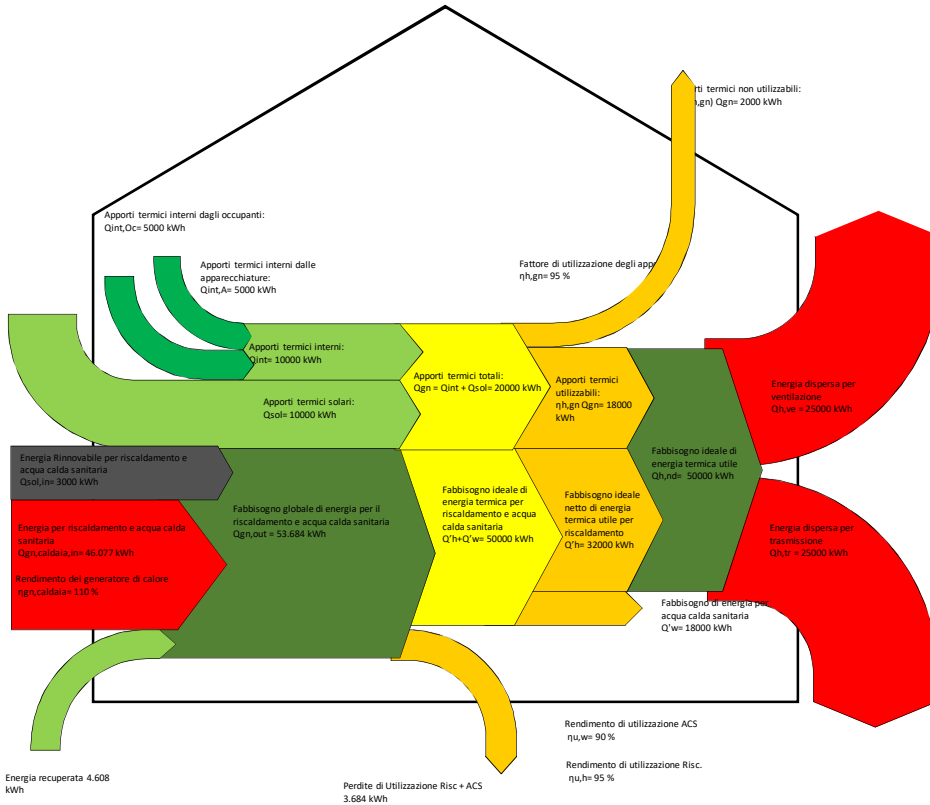 rti termici non utilizzabili:
,gn) Qgn= 2000 kWh
Apporti termici interni dagli occupanti:
Qint,Oc= 5000 kWh
Apporti termici interni dalle
apparecchiature:
Qint,A= 5000 kWh
Fattore di utilizzazione degli appo
ηh,gn= 95 %
Apporti termici interni:
Qint= 10000 kWh
Apporti termici totali:
Qgn = Qint + Qsol= 20000 kWh
Apporti termici
utilizzabili:
ηh,gn Qgn= 18000
kWh
Energia dispersa per
ventilazione
Qh,ve = 25000 kWh
Apporti termici solari:
Qsol= 10000 kWh
Energia Rinnovabile per riscaldamento e
acqua calda sanitaria
Qsol,in= 3000 kWh
Fabbisogno ideale di
energia termica utile
Qh,nd= 50000 kWh
Fabbisogno globale di energia per il
riscaldamento e acqua calda sanitaria
Qgn,out = 53.684 kWh
Fabbisogno ideale di
energia termica per
riscaldamento e acqua
calda sanitaria
Q'h+Q'w= 50000 kWh
Fabbisogno ideale
netto di energia
termica utile per
riscaldamento
Q'h= 32000 kWh
Energia per riscaldamento e acqua calda
sanitaria
Qgn,caldaia,in= 46.077 kWh
Rendimento del generatore di calore
ηgn,caldaia= 110 %
Energia dispersa per
trasmissione
Qh,tr = 25000 kWh
Fabbisogno di energia per
acqua calda sanitaria
Q'w= 18000 kWh
Rendimento di utilizzazione ACS
ηu,w= 90 %
Rendimento di utilizzazione Risc.
ηu,h= 95 %
Energia recuperata 4.608
kWh
Perdite di Utilizzazione Risc + ACS
3.684 kWh